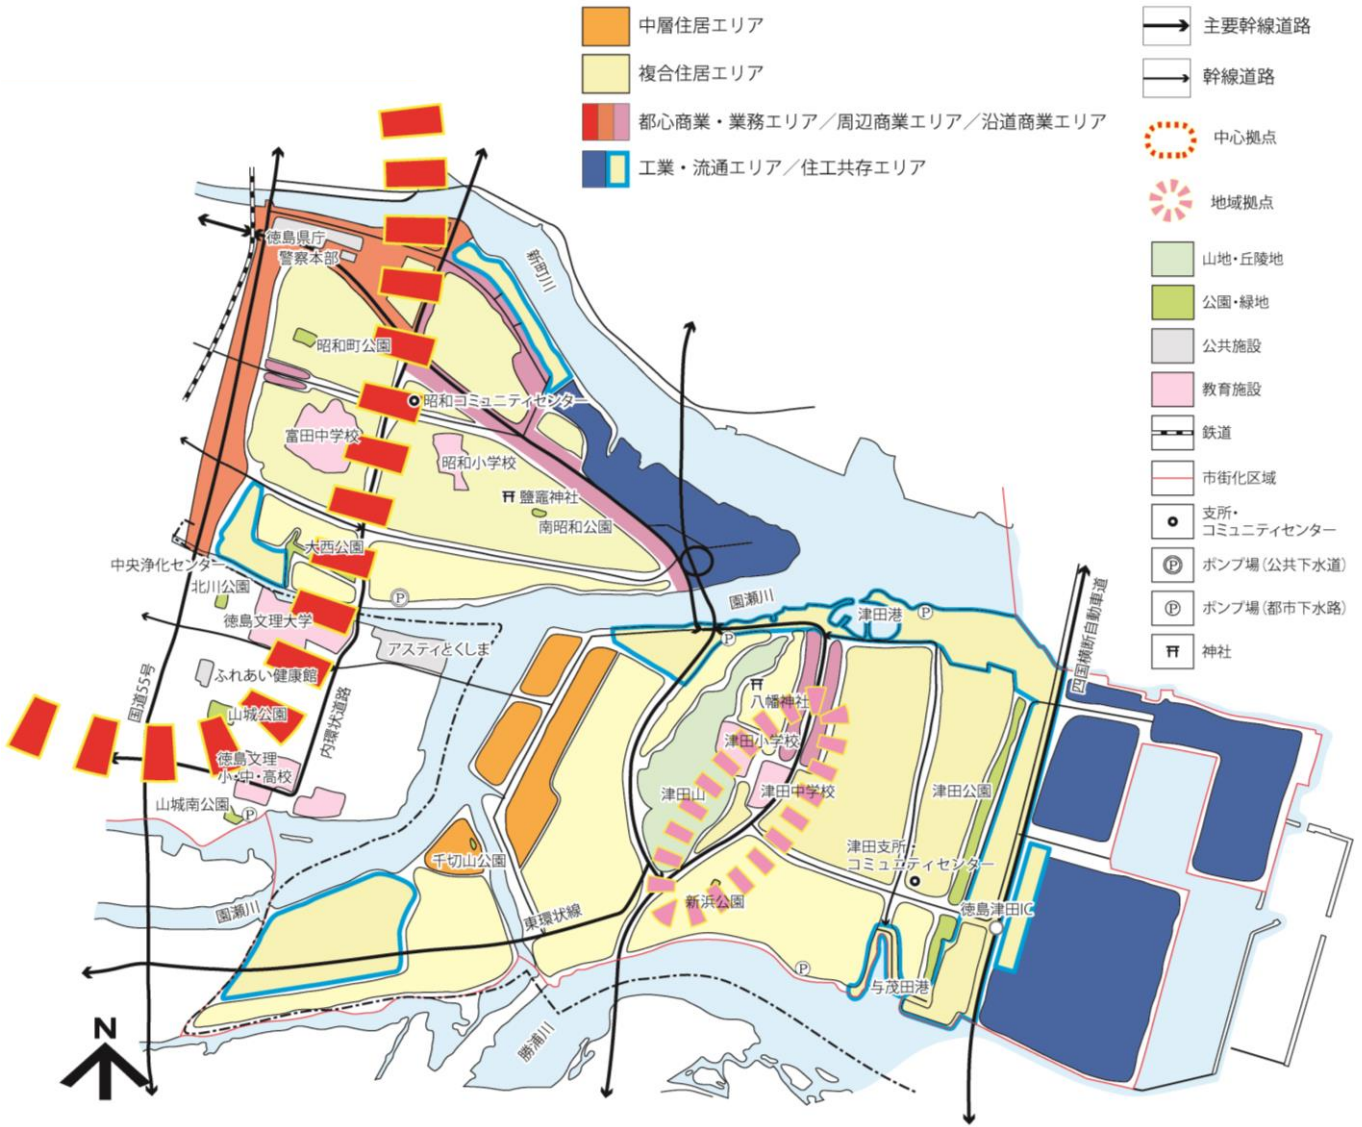 中層住居エリア
複合住居エリア
都心商業・業務エリア／周辺商業エリア／沿道商業エリア
工業・流通エリア／住工共存エリア
主要幹線道路
幹線道路
中心拠点
地域拠点
山地・丘陵地
公園・緑地
公共施設
教育施設
鉄道
市街化区域
支所・
コミュニティセンター
P
ポンプ場（公共下水道）
P
ポンプ場（都市下水路）
神社
徳島県庁
警察本部
新町川
昭和町公園
昭和コミュニティセンター
富田中学校
昭和小学校
鹽竈神社
南昭和公園
大西公園
中央浄化センター
北川公園
P
徳島文理大学
園瀬川
津田港
P
P
アスティとくしま
ふれあい健康館
四国横断自動車道
国道55号
山城公園
内環状道路
八幡神社
津田小学校
徳島文理
小・中・高校
津田山
津田中学校
津田公園
山城南公園
P
千切山公園
津田支所・
コミュニティセンター
新浜公園
園瀬川
東環状線
徳島津田IC
P
与茂田港
勝浦川
N